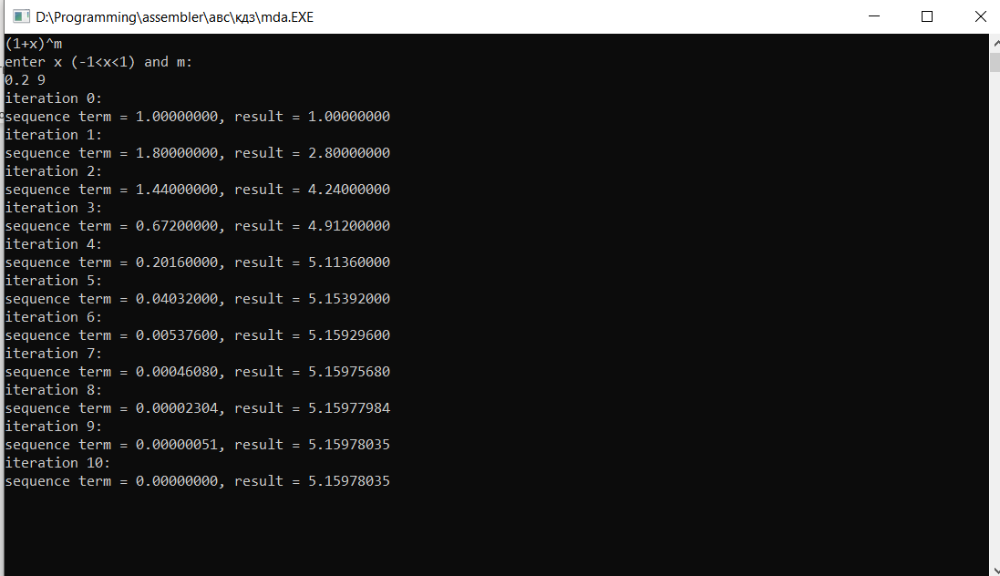 D:\Programming\assembler\авс\кдз\mda.EXE
(1+x)^m
enter x (-1<x<1) and m:
0.2 9
iteration 0:
sequence term = 1.00000000, result = 1.00000000
iteration 1:
sequence term = 1.80000000, result = 2.80000000
iteration 2:
sequence term = 1.44000000, result = 4.24000000
iteration 3:
sequence term = 0.67200000, result = 4.91200000
iteration 4:
sequence term = 0.20160000, result = 5.11360000
iteration 5:
sequence term = 0.04032000, result = 5.15392000
iteration 6:
sequence term = 0.00537600, result = 5.15929600
iteration 7:
sequence term = 0.00046080, result = 5.15975680
iteration 8:
sequence term = 0.00002304, result = 5.15977984
iteration 9:
sequence term = 0.00000051, result = 5.15978035
iteration 10:
sequence term = 0.00000000, result = 5.15978035